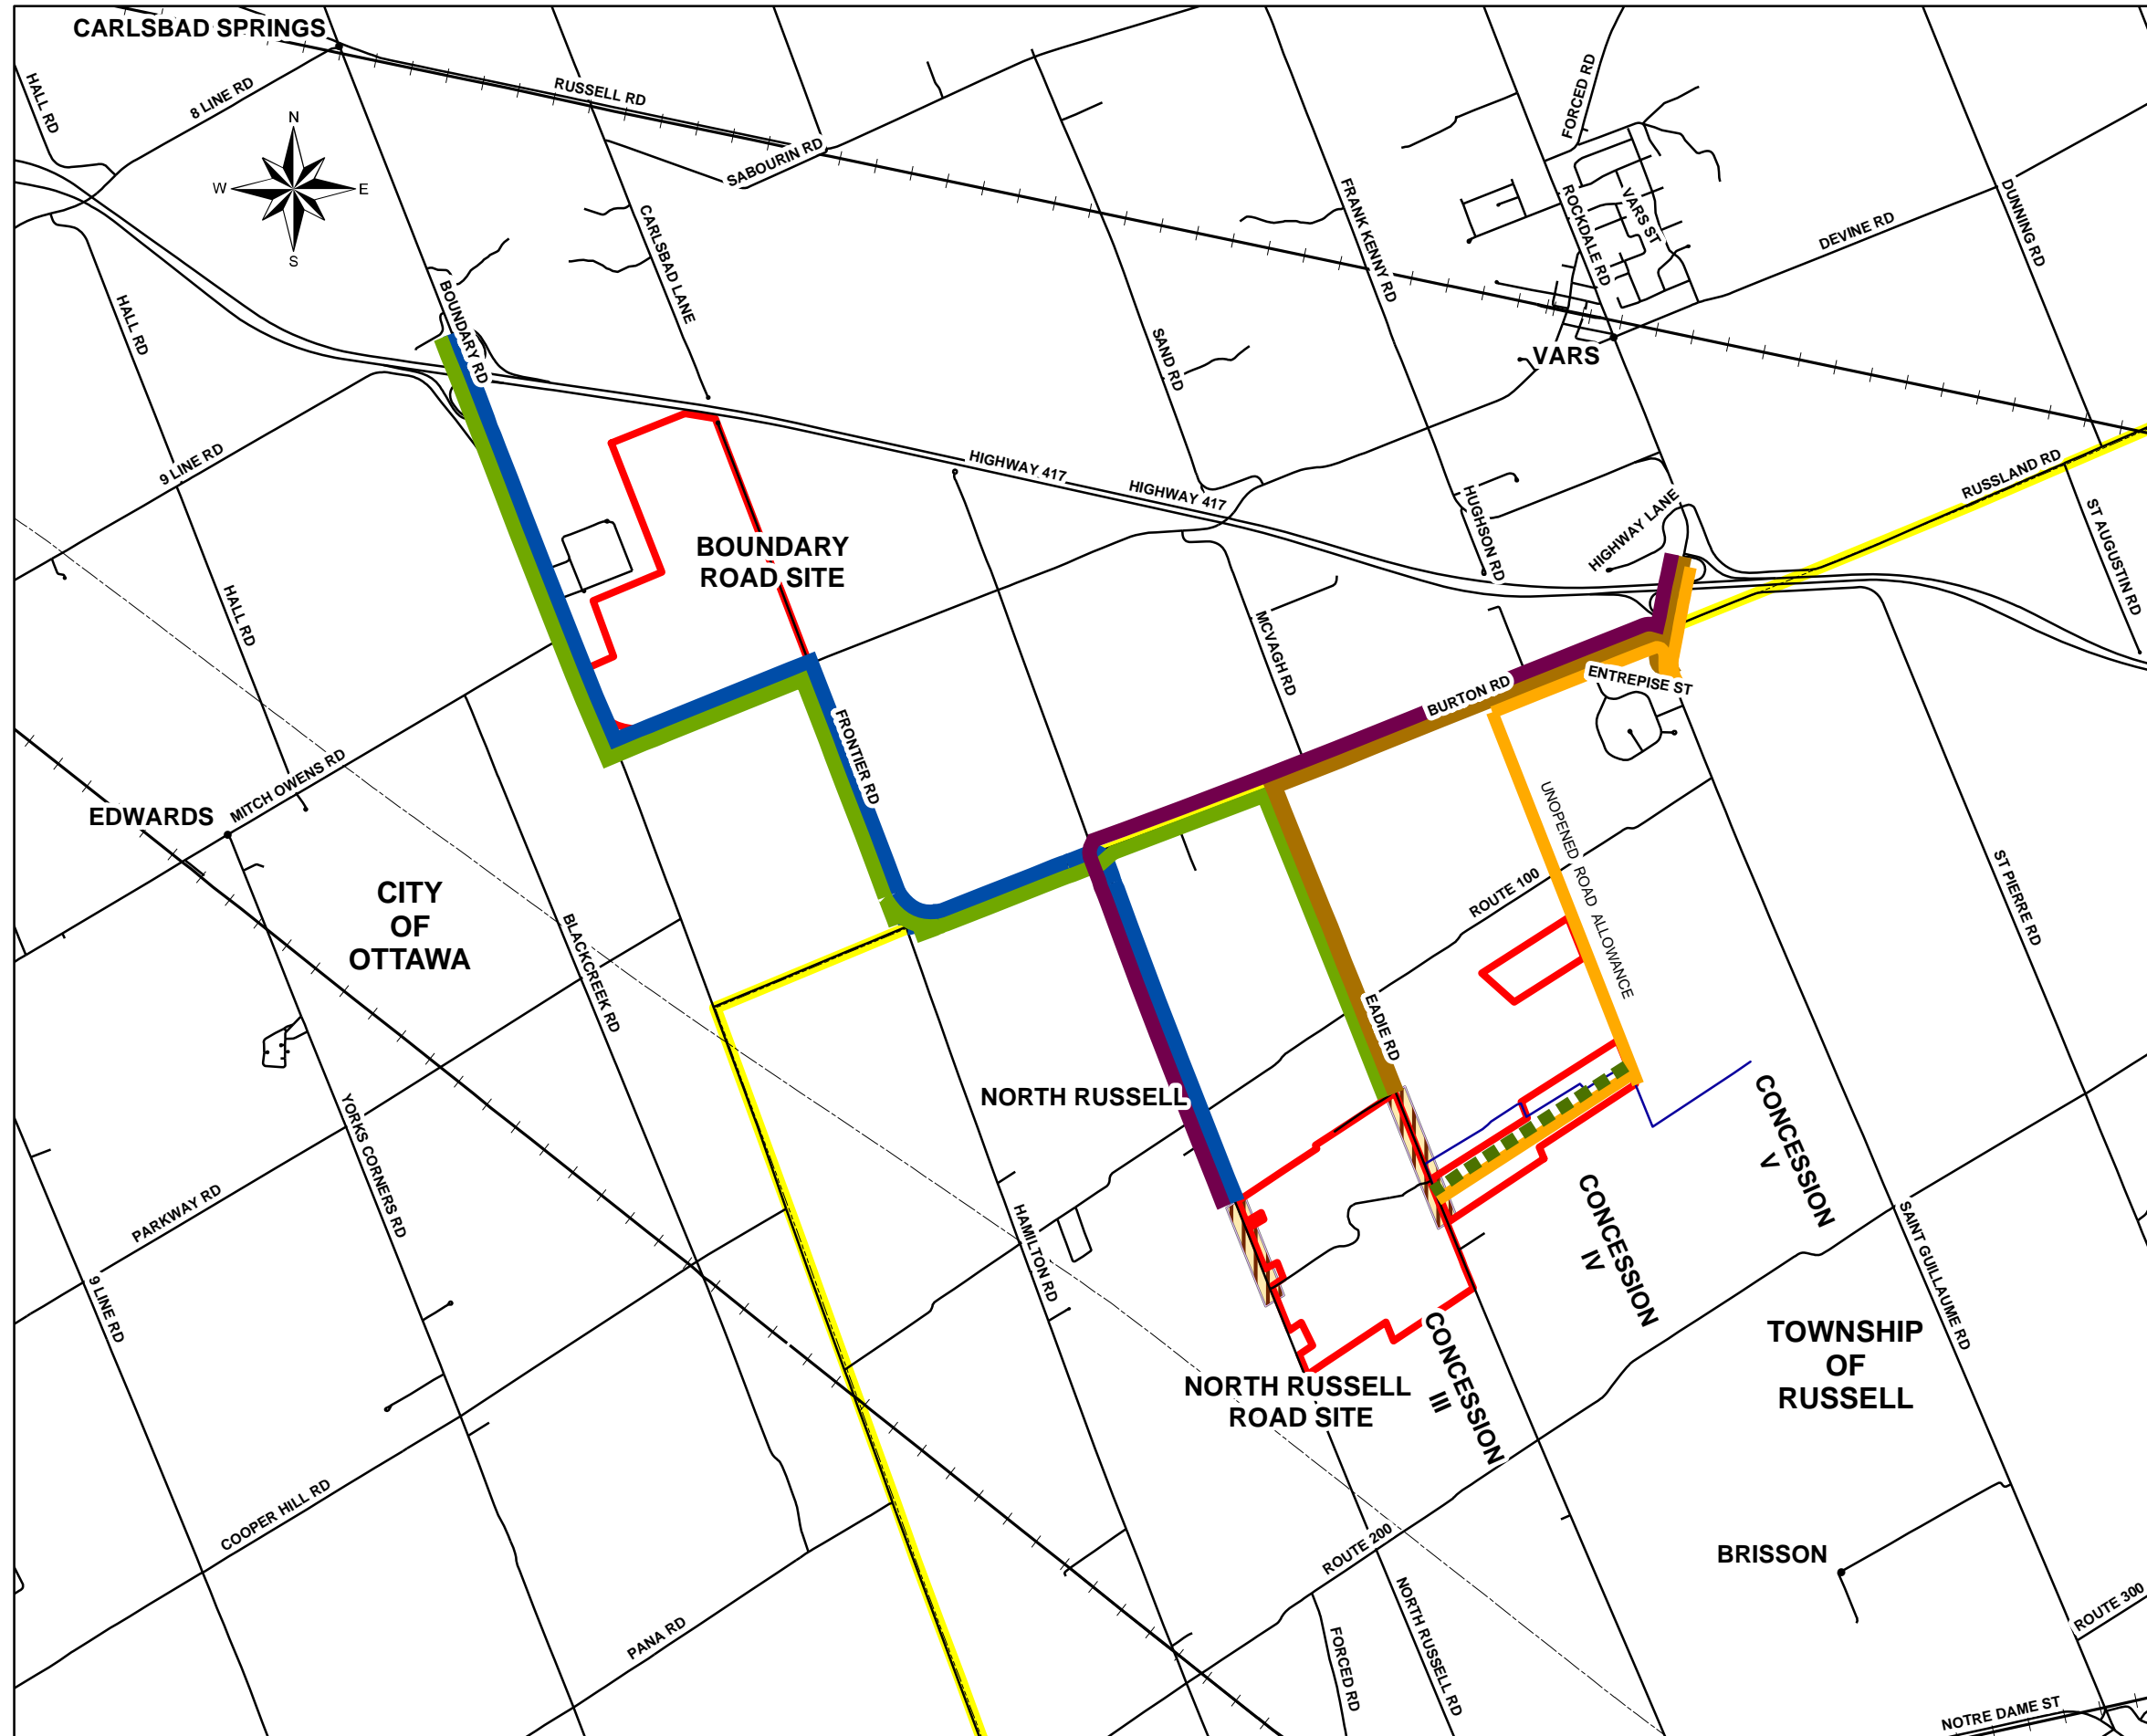 CARLSBAD SPRINGS
HALL RD
8 LINE RD
RUSSELL RD
SABOURIN RD
FORCED RD
N
W
E
S
CARLSBAD LANE
FRANK KENNY RD
ROCKDALE RD
VARS ST
DEVINE RD
DUNNING RD
HALL RD
BOUNDARY RD
SAND RD
VARS
9 LINE RD
HIGHWAY 417
HIGHWAY 417
HUGHSON RD
HIGHWAY LANE
RUSSLAND RD
ST AUGUSTIN RD
BOUNDARY
ROAD SITE
HALL RD
MCVAGH RD
BURTON RD
ENTREPISE ST
FRONTIER RD
MITCH OWENS RD
EDWARDS
UNOPENED ROAD ALLOWANCE
CITY
OF
OTTAWA
BLACKCREEK RD
ROUTE 100
ST PIERRE RD
EADIE RD
NORTH RUSSELL
YORKS CORNERS RD
CONCESSION
V
PARKWAY RD
HAMILTON RD
CONCESSION
IV
SAINT GUILLAUME RD
9 LINE RD
CONCESSION
III
TOWNSHIP
OF
RUSSELL
NORTH RUSSELL
ROAD SITE
COOPER HILL RD
ROUTE 200
BRISSON
NORTH RUSSELL RD
PANA RD
FORCED RD
ROUTE 300
NOTRE DAME ST